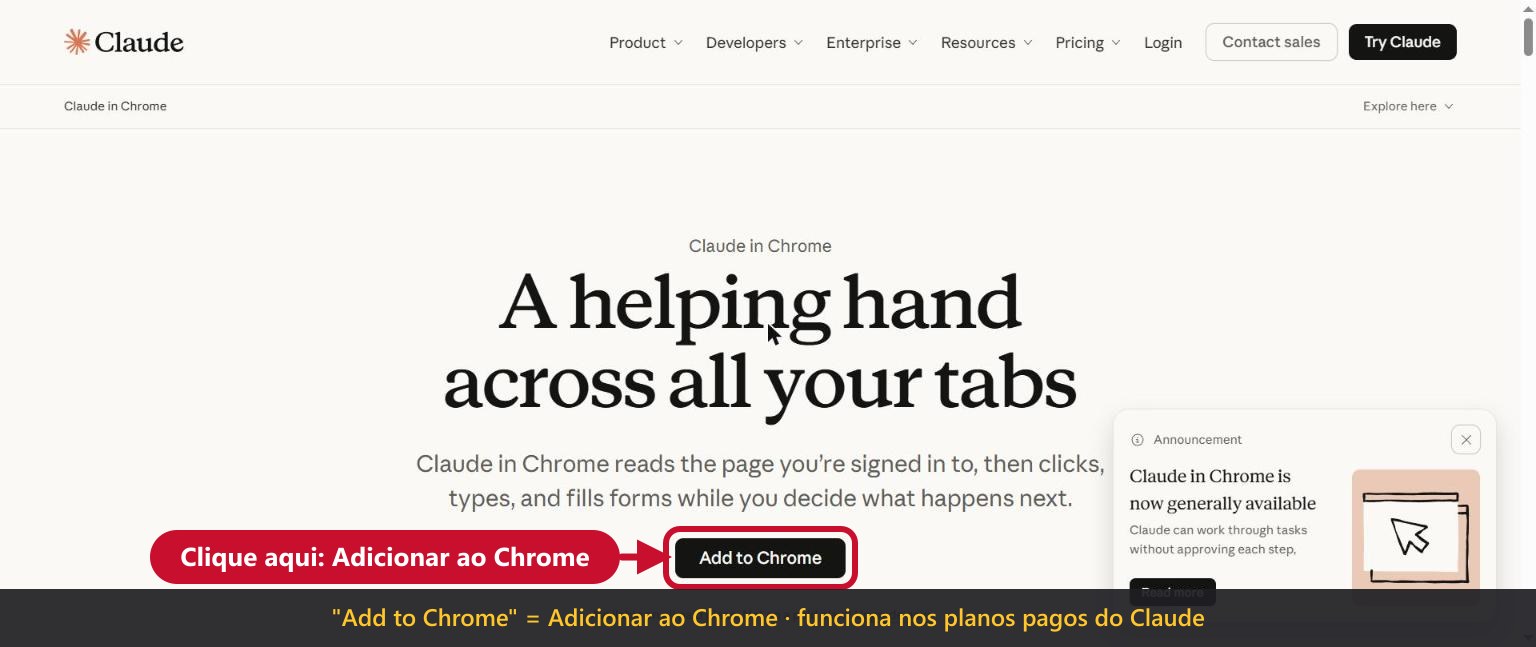 Claude
Product
Developers
Enterprise
Resources
Pricing
Login
Contact sales
Try Claude
Claude in Chrome
Explore here
Claude in Chrome
A helping hand
across all your tabs
Claude in Chrome reads the page you’re signed in to, then clicks,
types, and fills forms while you decide what happens next.
Clique aqui: Adicionar ao Chrome
Add to Chrome
Announcement
Claude in Chrome is
now generally available
Claude can work through tasks
without approving each step,
Read more
"Add to Chrome" = Adicionar ao Chrome · funciona nos planos pagos do Claude